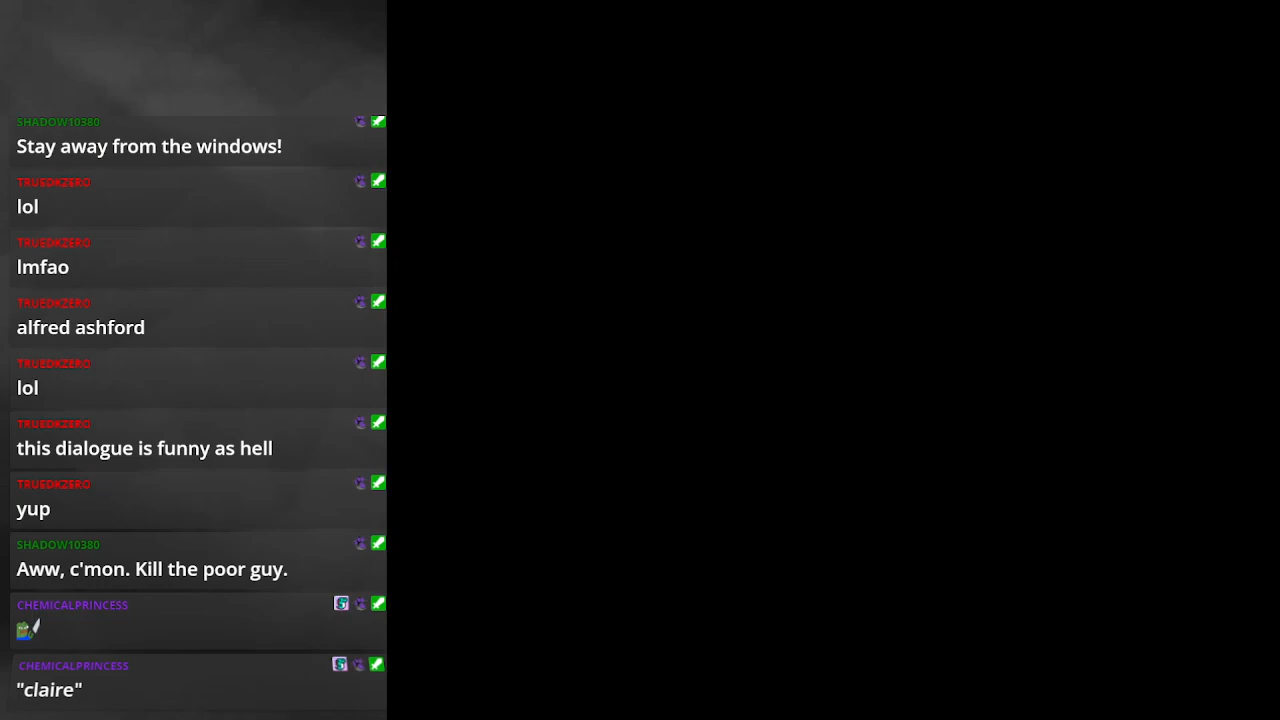 SHADOW10380
Stay away from the windows!
TRUEDKZERO
lol
TRUEDKZERO
lmfao
TRUEDKZERO
alfred ashford
TRUEDKZERO
lol
TRUEDKZERO
this dialogue is funny as hell
TRUEDKZERO
yup
SHADOW10380
Aww, c'mon. Kill the poor guy.
CHEMICALPRINCESS
CHEMICALPRINCESS
"claire"